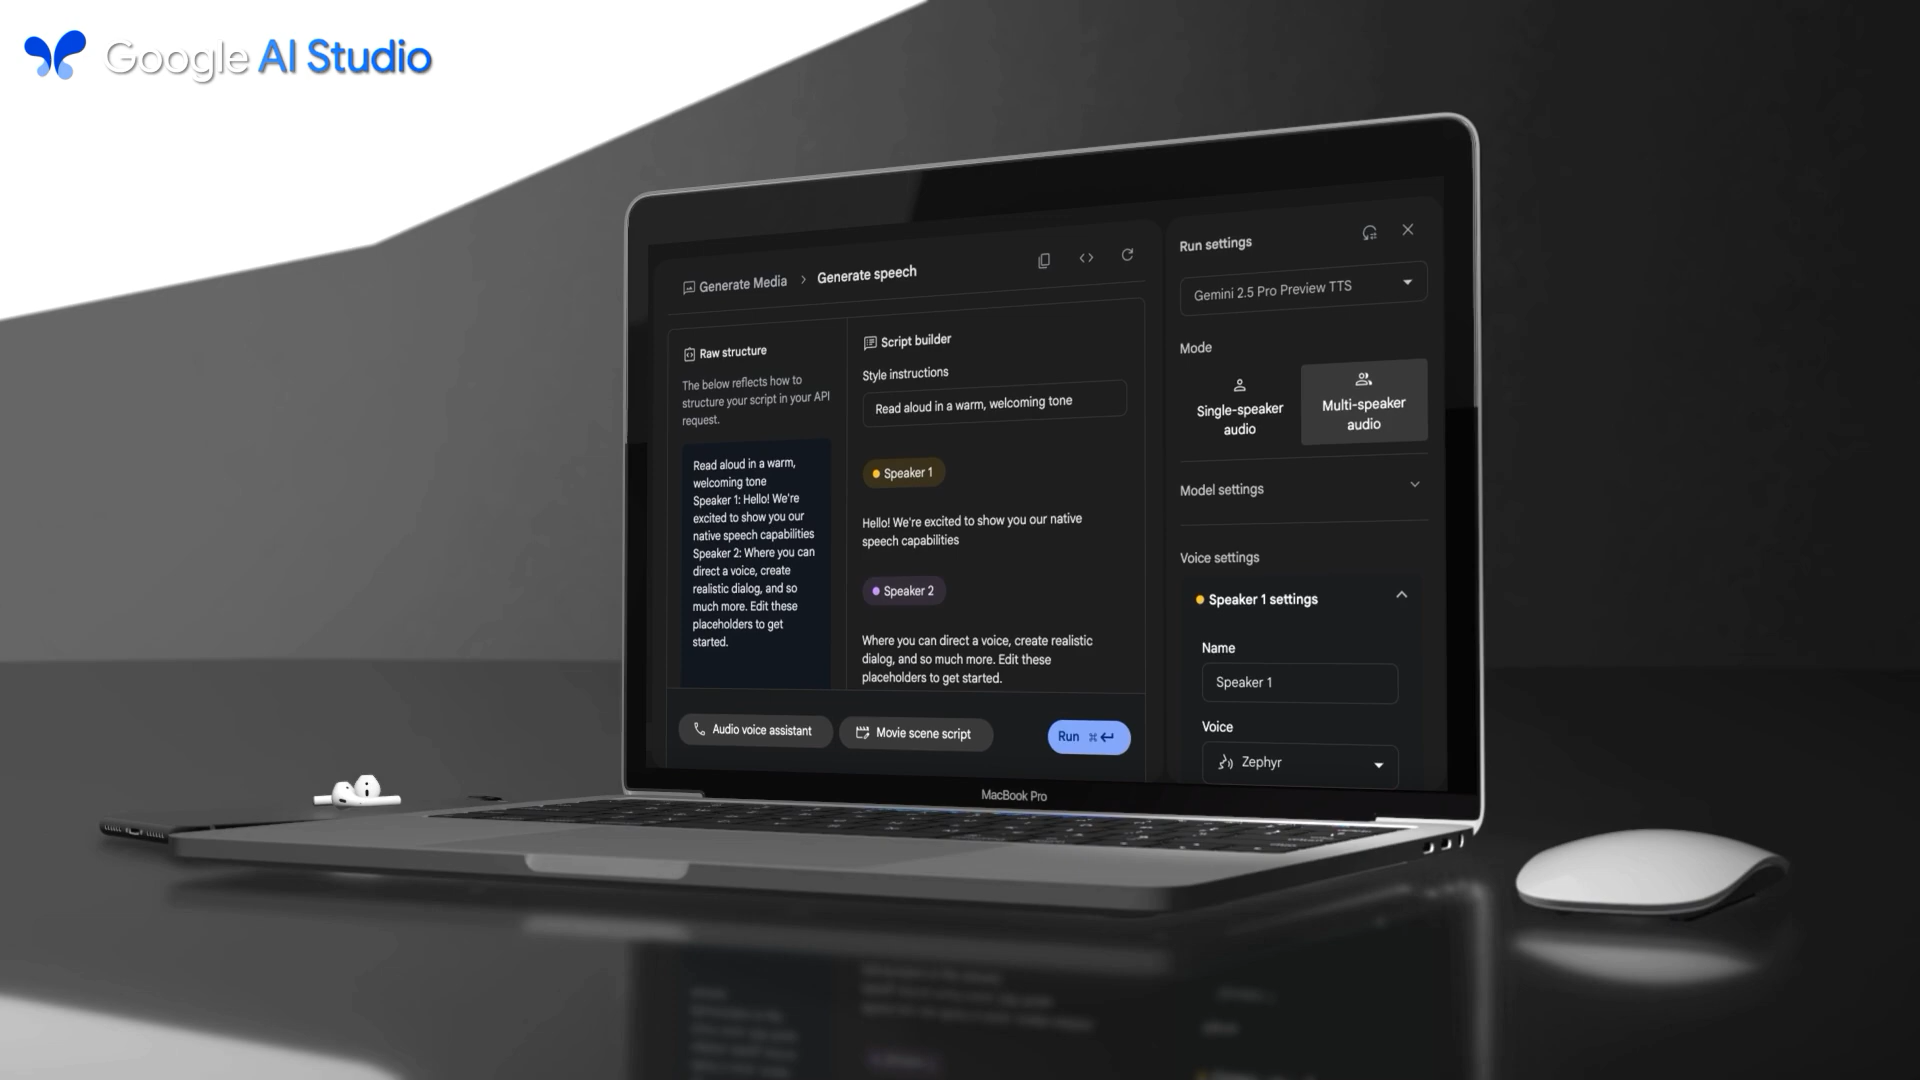 Google AI Studio
Generate Media > Generate speech
Raw structure
The below reflects how to
structure your script in your API
request.
Read aloud in a warm,
welcoming tone
Speaker 1: Hello! We're
excited to show you our
native speech capabilities
Speaker 2: Where you can
direct a voice, create
realistic dialog, and so
much more. Edit these
placeholders to get
started.
Script builder
Style instructions
Read aloud in a warm, welcoming tone
Speaker 1
Hello! We're excited to show you our native
speech capabilities
Speaker 2
Where you can direct a voice, create realistic
dialog, and so much more. Edit these
placeholders to get started.
Audio voice assistant
Movie scene script
Run ⌘↵
Run settings
Gemini 2.5 Pro Preview TTS
Mode
Single-speaker
audio
Multi-speaker
audio
Model settings
Voice settings
Speaker 1 settings
Name
Speaker 1
Voice
Zephyr
MacBook Pro